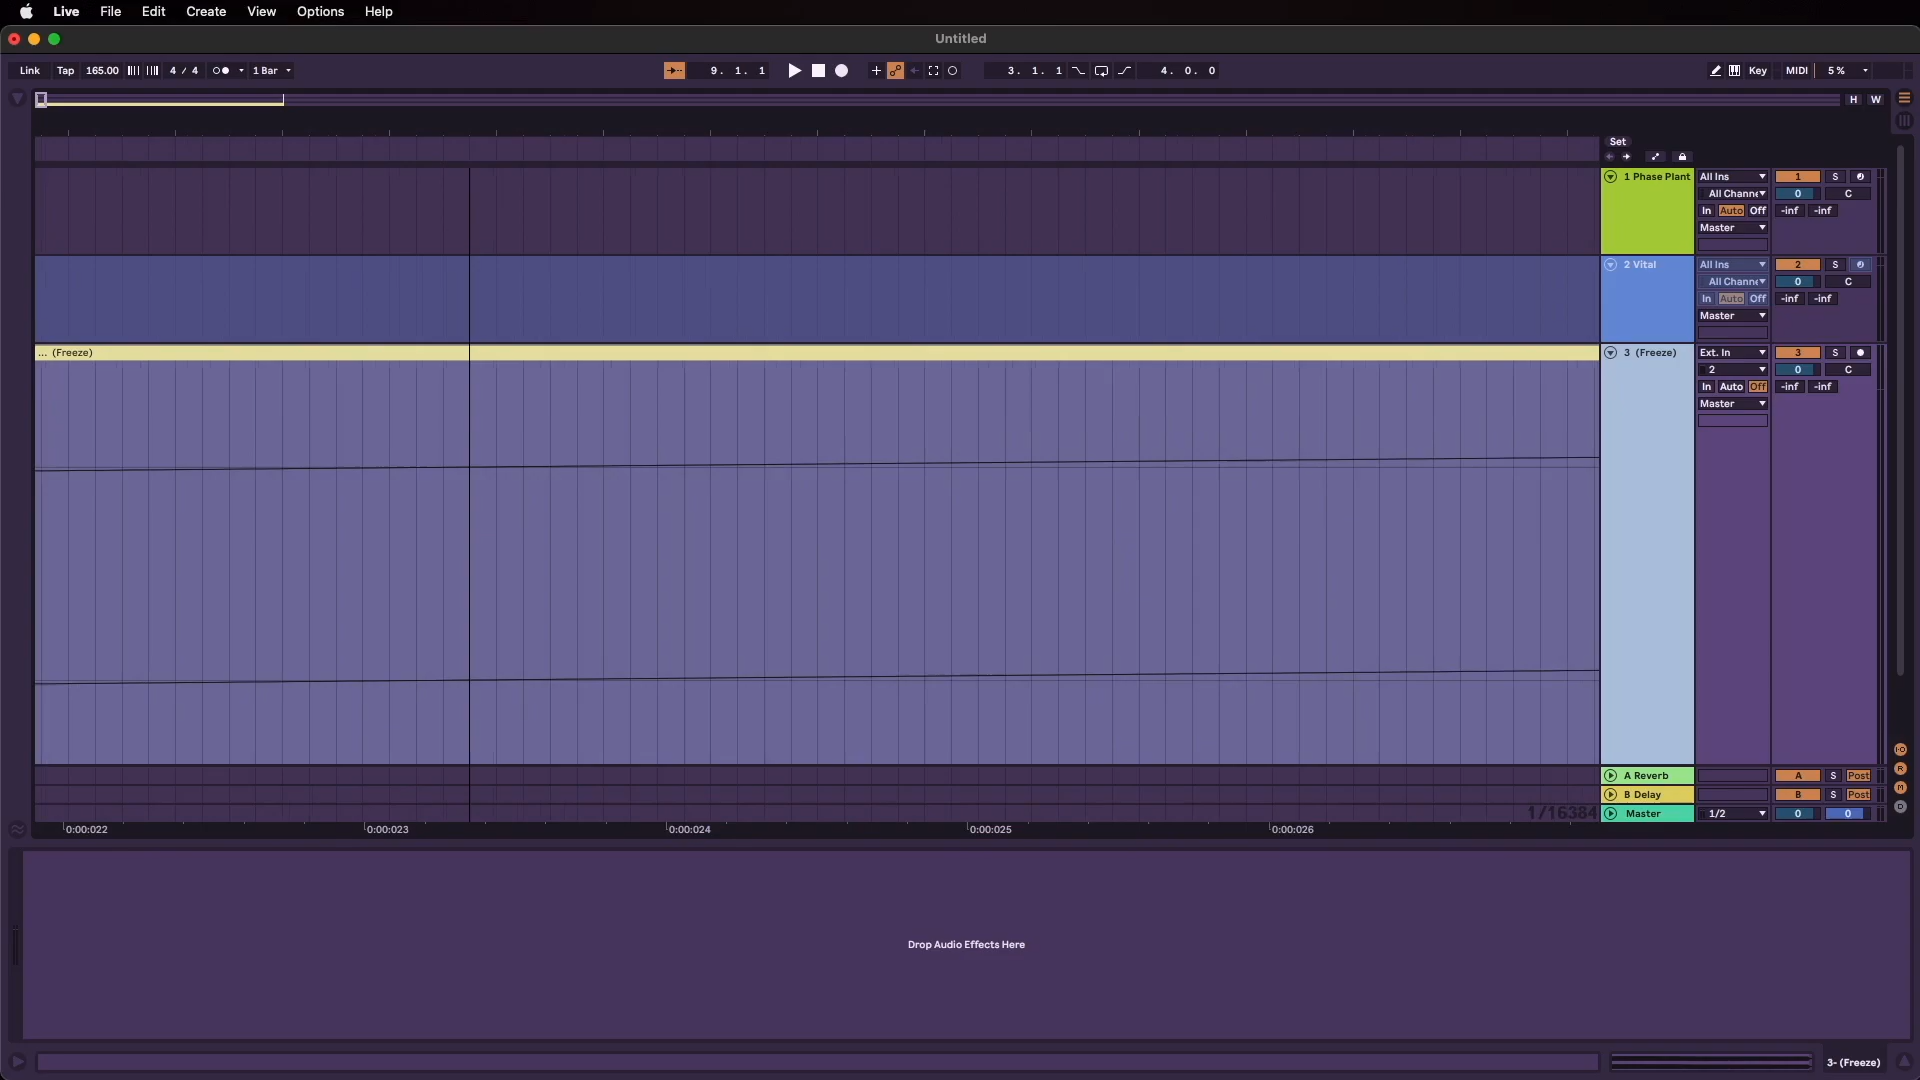 Live File Edit Create View Options Help
Untitled
Link Tap 165.00 4 / 4 1 Bar 9. 1. 1 3. 1. 1 4. 0. 0 Key MIDI 5 %
H W
Set
1 Phase Plant All Ins 1 S
All Channe 0 C
In Auto Off -inf -inf
Master
2 Vital All Ins 2 S
All Channe 0 C
In Auto Off -inf -inf
Master
... (Freeze) 3 (Freeze) Ext. In 3 S
2 0 C
In Auto Off -inf -inf
Master
A Reverb A S Post
B Delay B S Post
1/16384 Master 1/2 0 0
0:00:022 0:00:023 0:00:024 0:00:025 0:00:026
I·O
R
M
D
Drop Audio Effects Here
3- (Freeze)